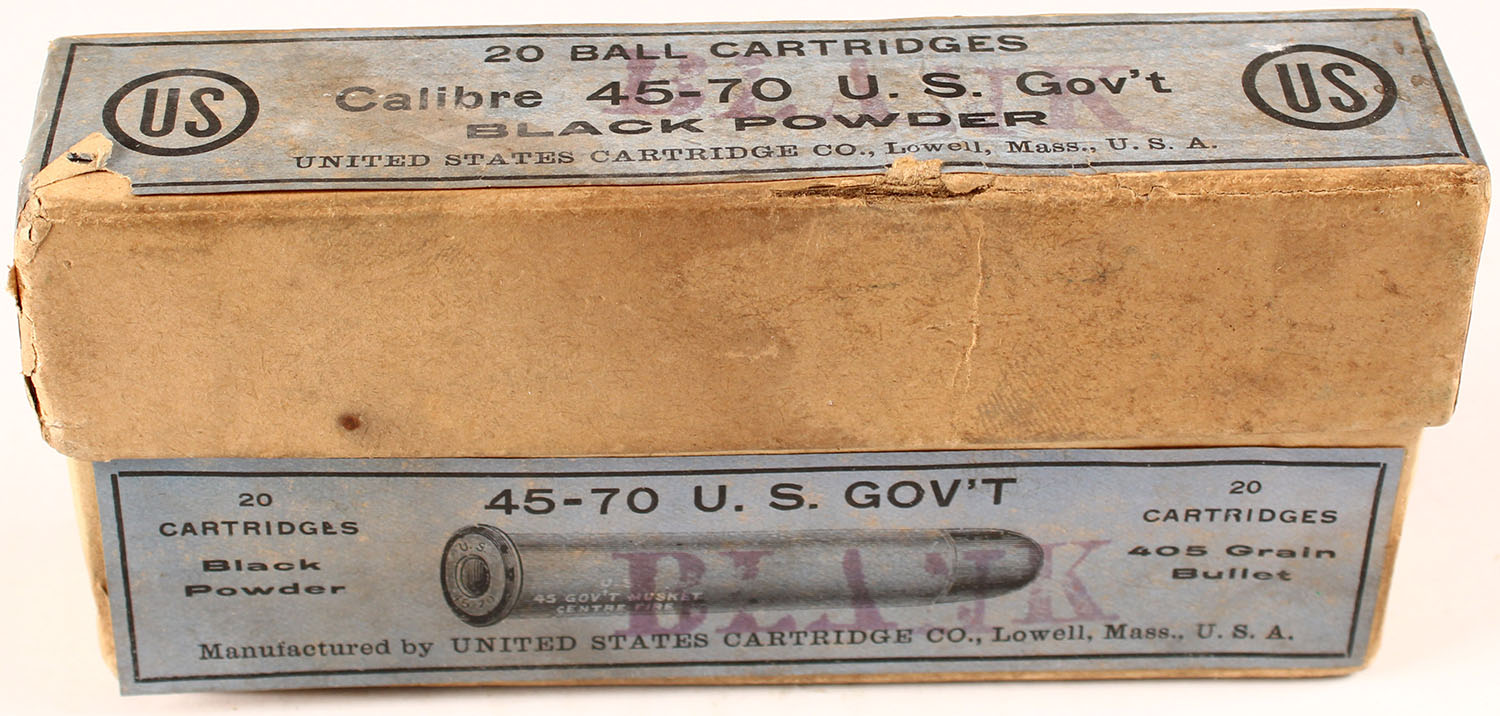 20 BALL CARTRIDGES
US
Calibre 45-70 U. S. Gov't
US
BLANK
BLACK POWDER
UNITED STATES CARTRIDGE CO., Lowell, Mass., U. S. A.
20
CARTRIDGES
Black
Powder
45-70 U. S. GOV'T
U.S.
45-70
U.S.
45 GOV'T MUSKET
CENTRE FIRE
BLANK
20
CARTRIDGES
405 Grain
Bullet
Manufactured by UNITED STATES CARTRIDGE CO., Lowell, Mass., U. S. A.